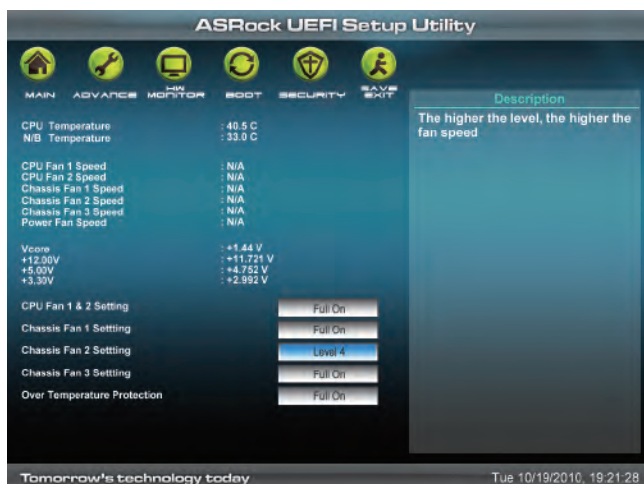 ASRock UEFI Setup Utility
MAIN ADVANCE H/W MONITOR BOOT SECURITY SAVE EXIT
Description
The higher the level, the higher the
fan speed
CPU Temperature : 40.5 C
N/B Temperature : 33.0 C
CPU Fan 1 Speed : N/A
CPU Fan 2 Speed : N/A
Chassis Fan 1 Speed : N/A
Chassis Fan 2 Speed : N/A
Chassis Fan 3 Speed : N/A
Power Fan Speed : N/A
Vcore : +1.44 V
+12.00V : +11.721 V
+5.00V : +4.752 V
+3.30V : +2.992 V
CPU Fan 1 & 2 Setting Full On
Chassis Fan 1 Settting Full On
Chassis Fan 2 Settting Level 4
Chassis Fan 3 Settting Full On
Over Temperature Protection Full On
Tomorrow's technology today Tue 10/19/2010, 19:21:28